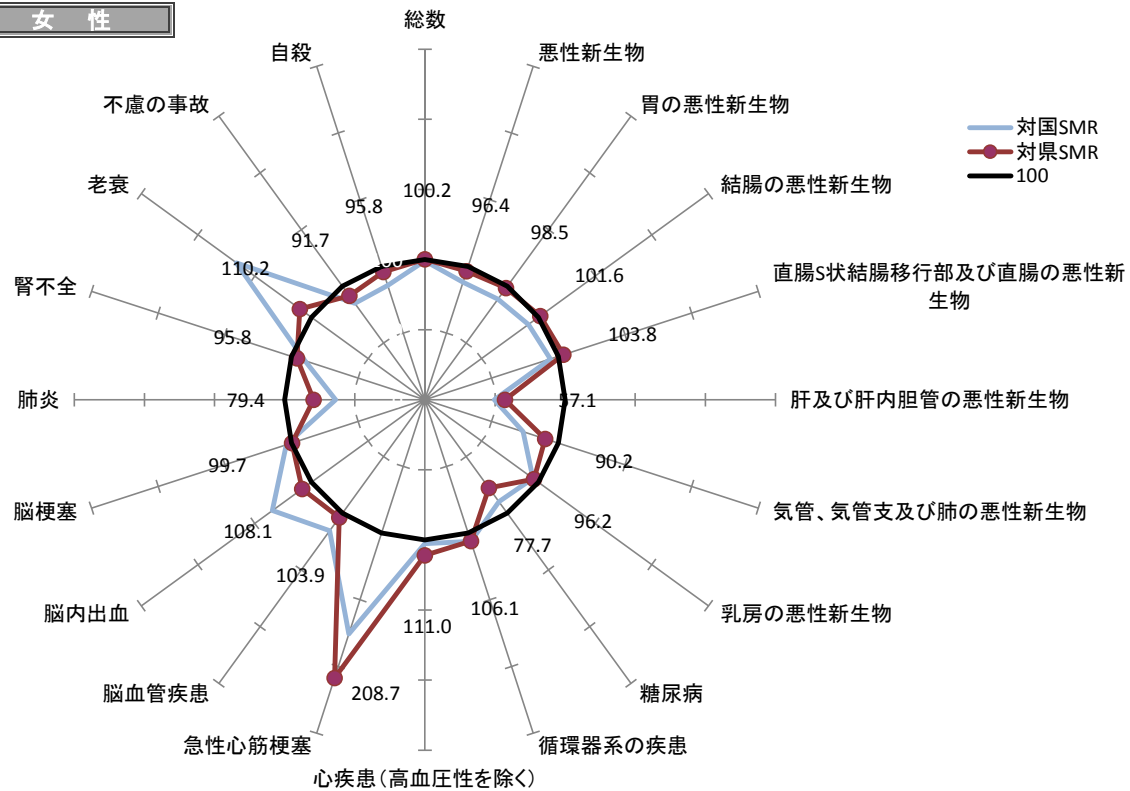 女 性
総数
自殺
悪性新生物
不慮の事故
胃の悪性新生物
対国SMR
対県SMR
100
老衰
結腸の悪性新生物
100.2
95.8
96.4
91.7
98.5
110.2
101.6
腎不全
直腸S状結腸移行部及び直腸の悪性新
生物
95.8
103.8
肺炎
79.4
57.1
肝及び肝内胆管の悪性新生物
99.7
90.2
脳梗塞
気管、気管支及び肺の悪性新生物
108.1
96.2
103.9
77.7
脳内出血
106.1
乳房の悪性新生物
111.0
脳血管疾患
208.7
糖尿病
急性心筋梗塞
循環器系の疾患
心疾患(高血圧性を除く)